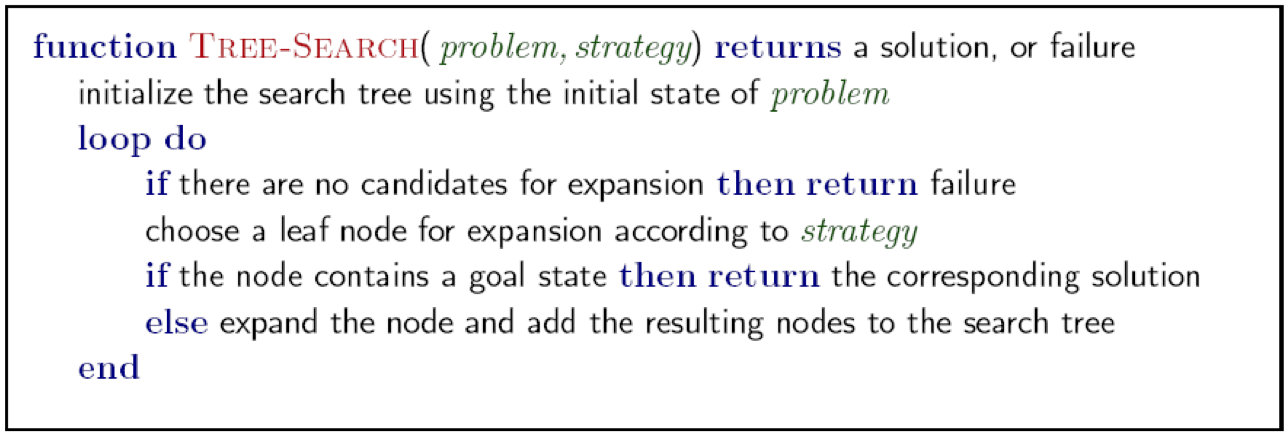 function TREE-SEARCH( problem, strategy) returns a solution, or failure
initialize the search tree using the initial state of problem
loop do
if there are no candidates for expansion then return failure
choose a leaf node for expansion according to strategy
if the node contains a goal state then return the corresponding solution
else expand the node and add the resulting nodes to the search tree
end